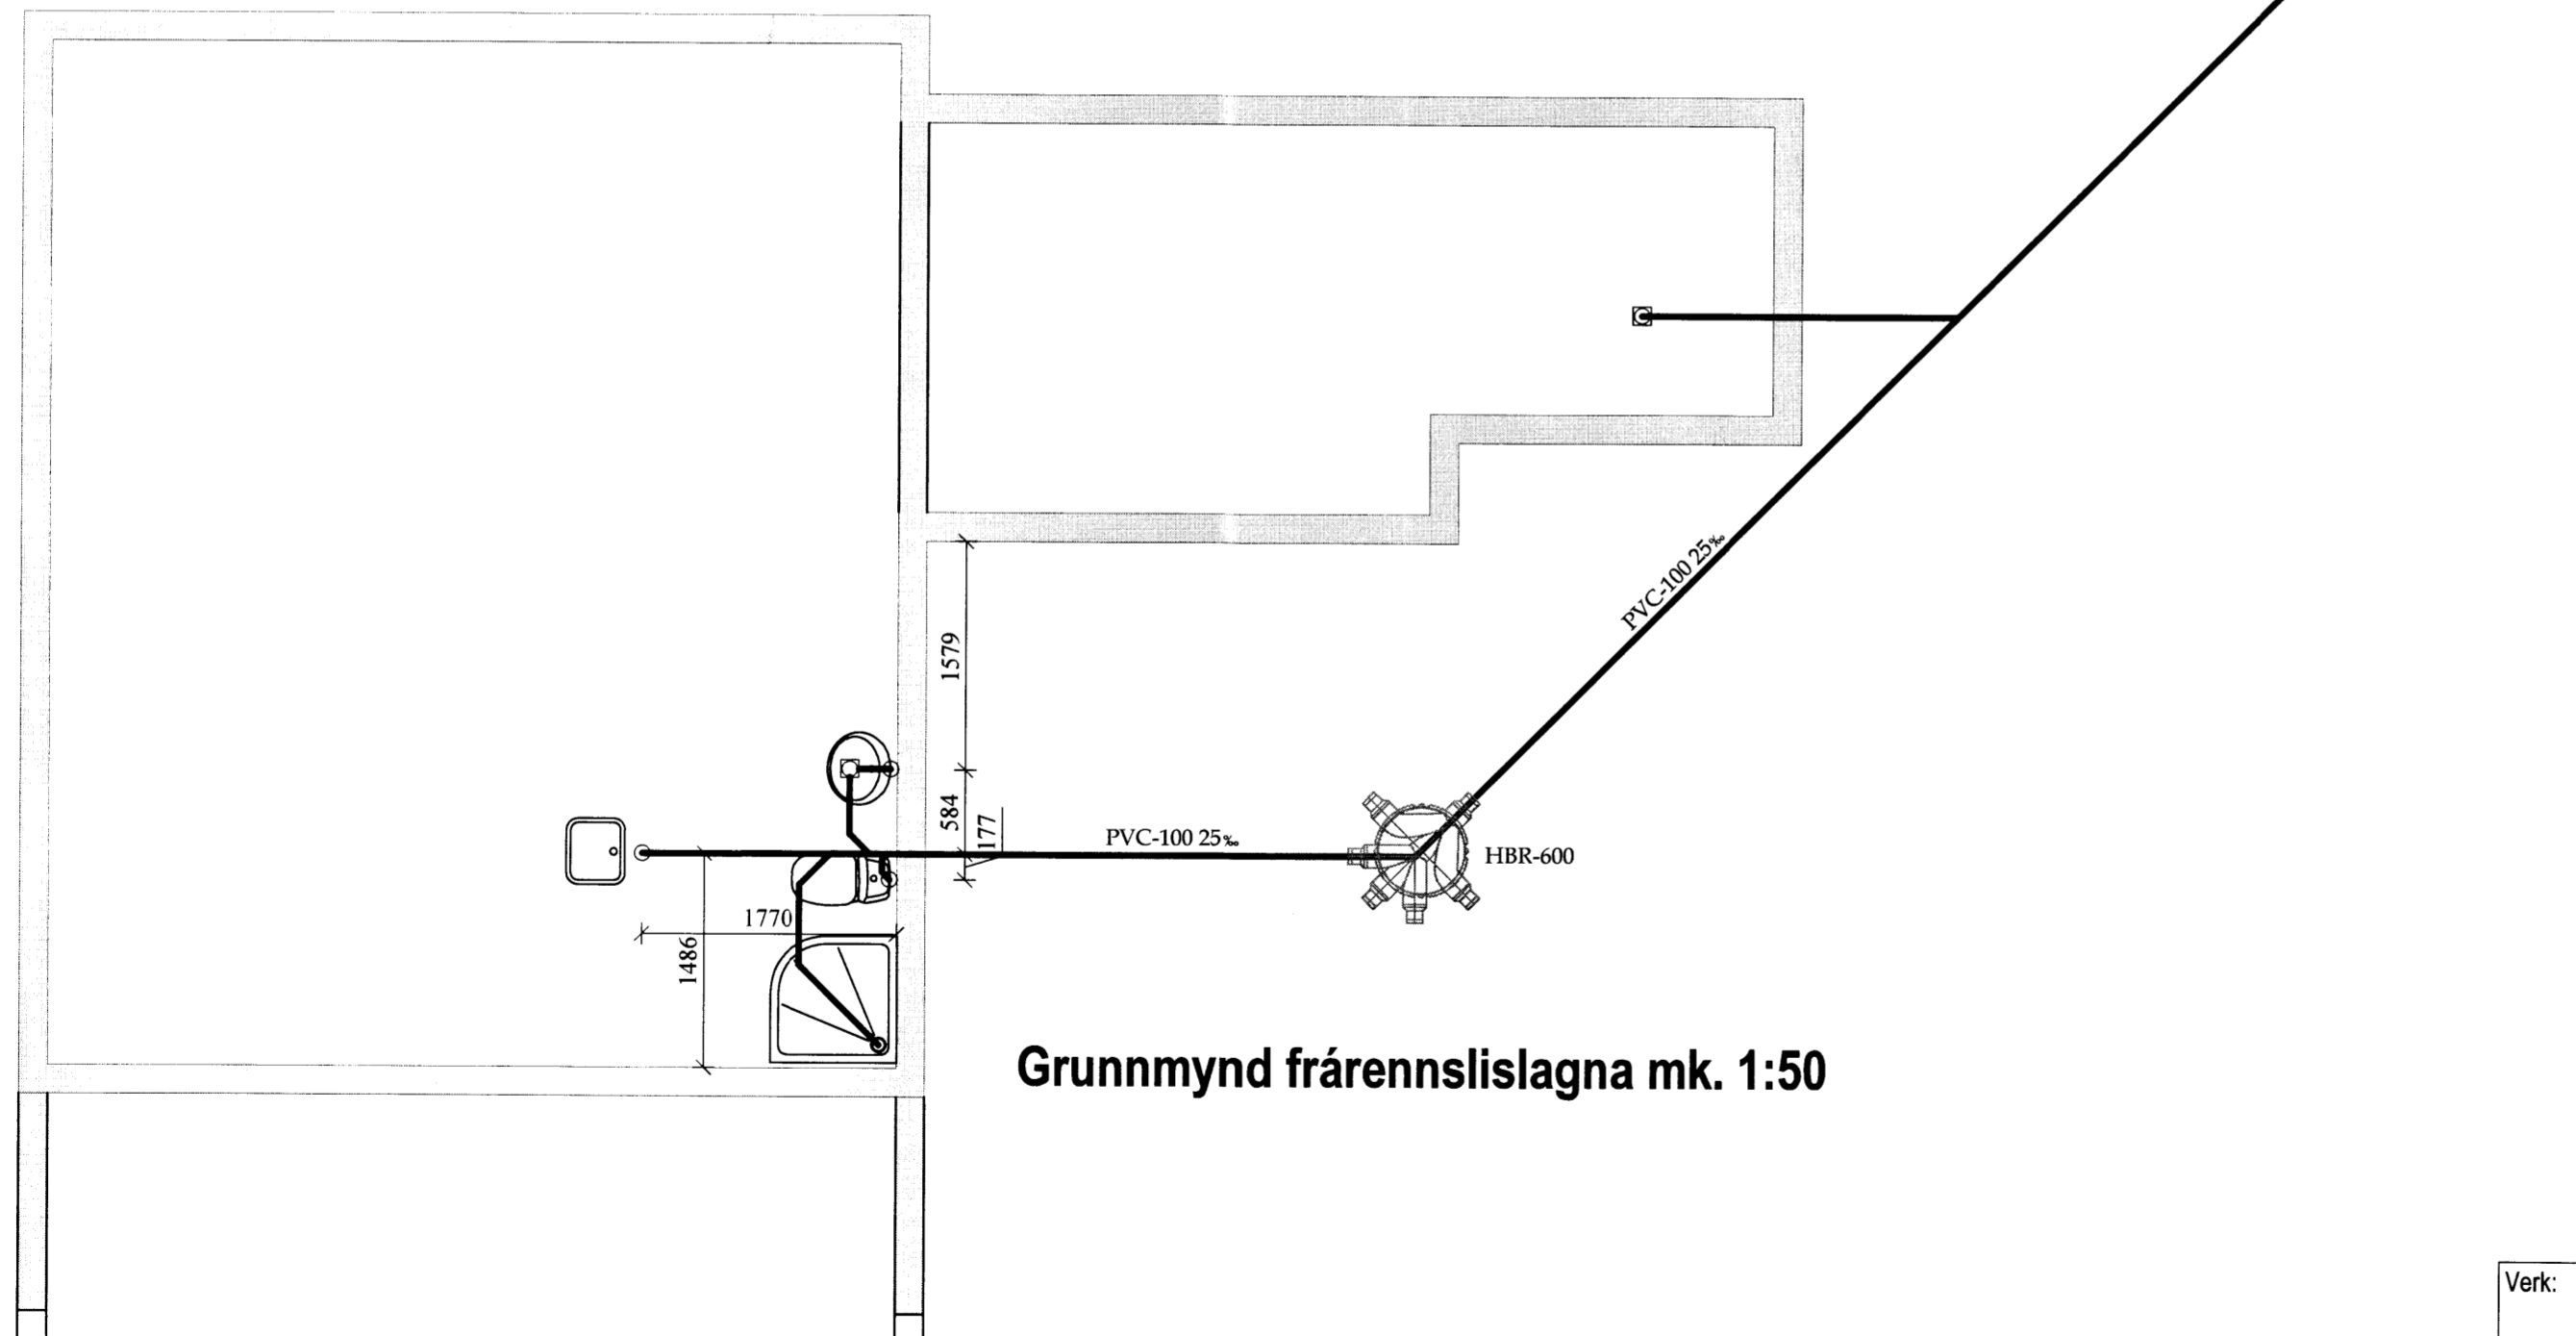 PVC-100 25‰
1579
584
177
PVC-100 25‰
HBR-600
1770
1486
Grunnmynd frárennslislagna mk. 1:50
Verk: